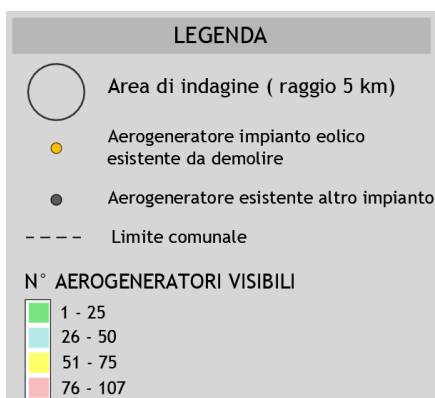 LEGENDA
Area di indagine ( raggio 5 km)
Aerogeneratore impianto eolico
esistente da demolire
Aerogeneratore esistente altro impianto
Limite comunale
N° AEROGENERATORI VISIBILI
1 - 25
26 - 50
51 - 75
76 - 107